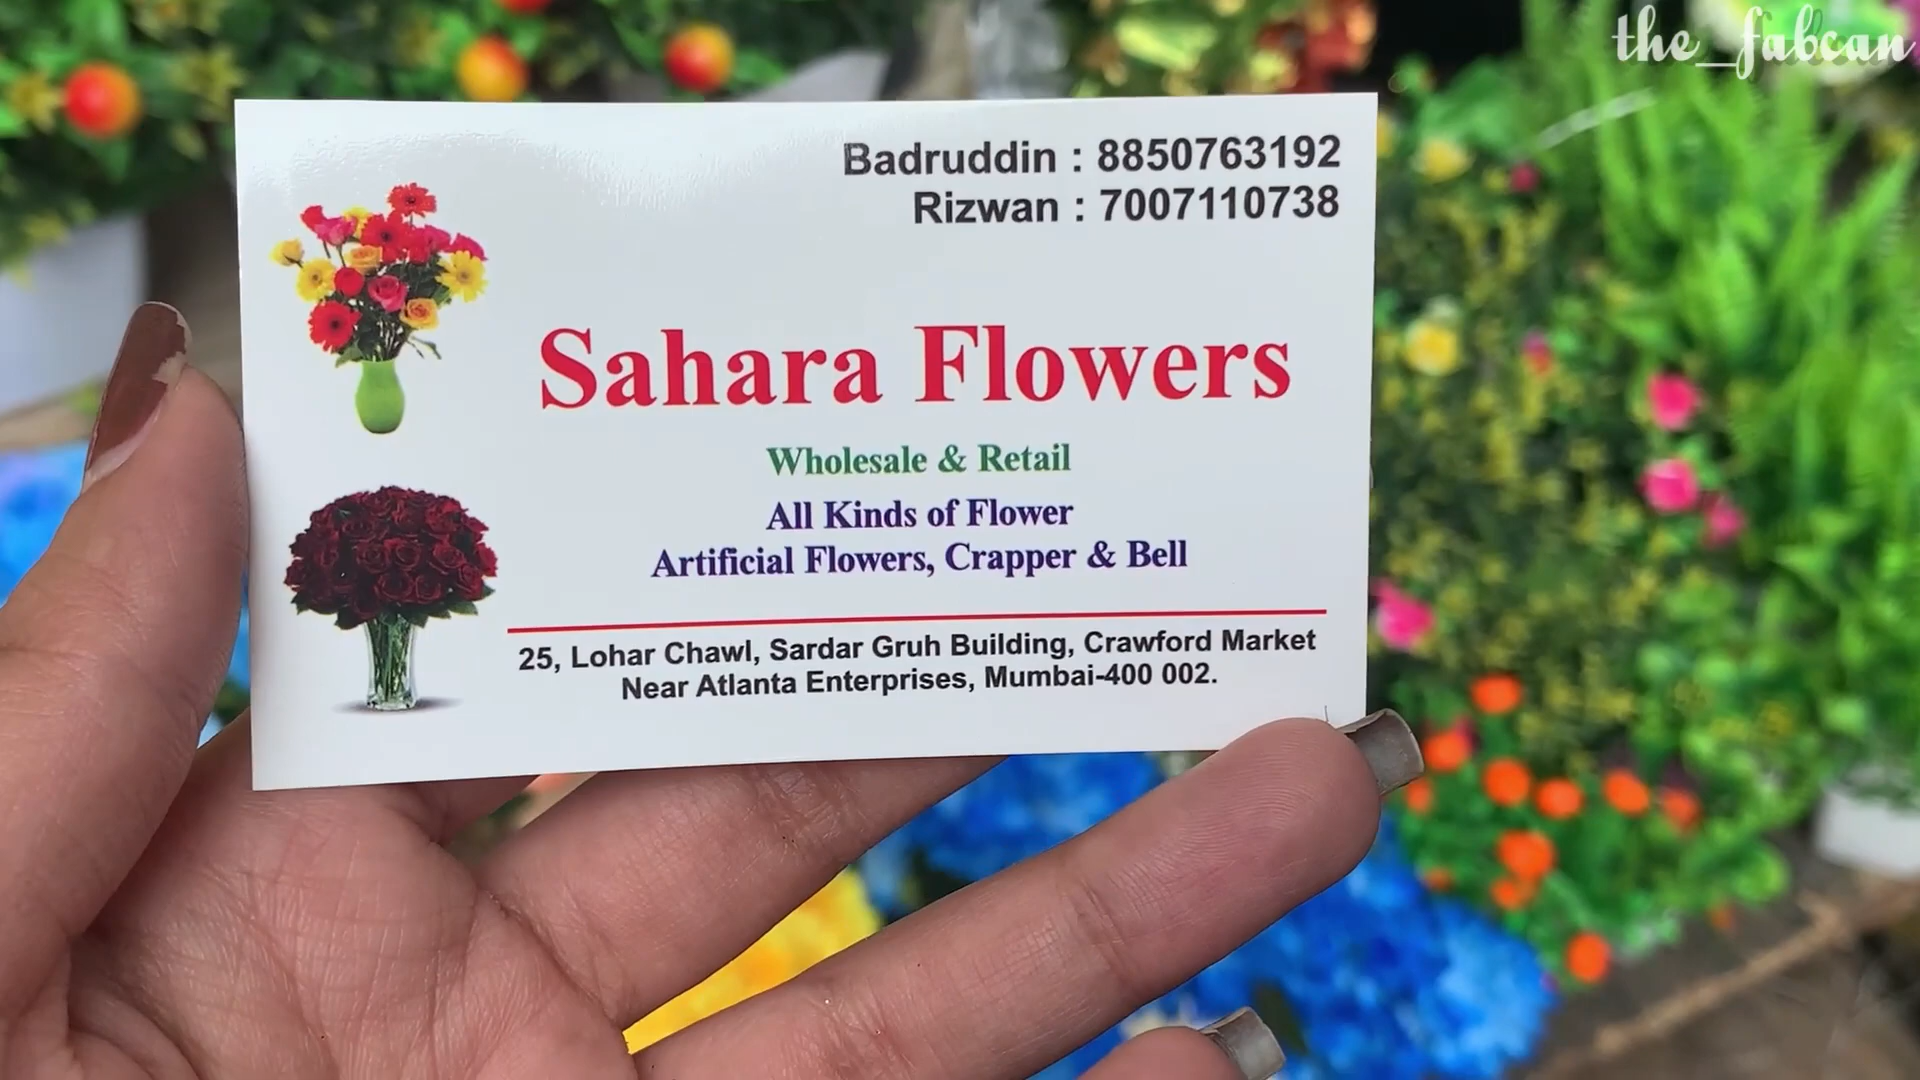 the_fabcan
Badruddin : 8850763192
Rizwan : 7007110738
Sahara Flowers
Wholesale & Retail
All Kinds of Flower
Artificial Flowers, Crapper & Bell
25, Lohar Chawl, Sardar Gruh Building, Crawford Market
Near Atlanta Enterprises, Mumbai-400 002.